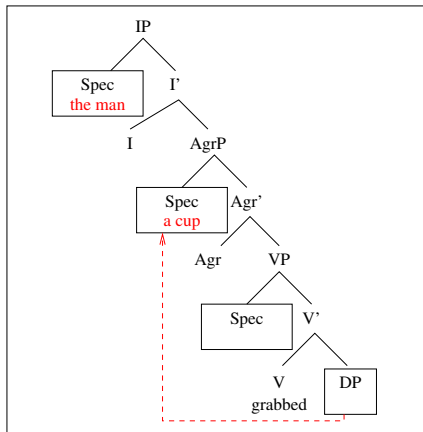 IP
Spec
the man
I'
I
AgrP
Spec
a cup
Agr'
Agr
VP
Spec
V'
V
grabbed
DP